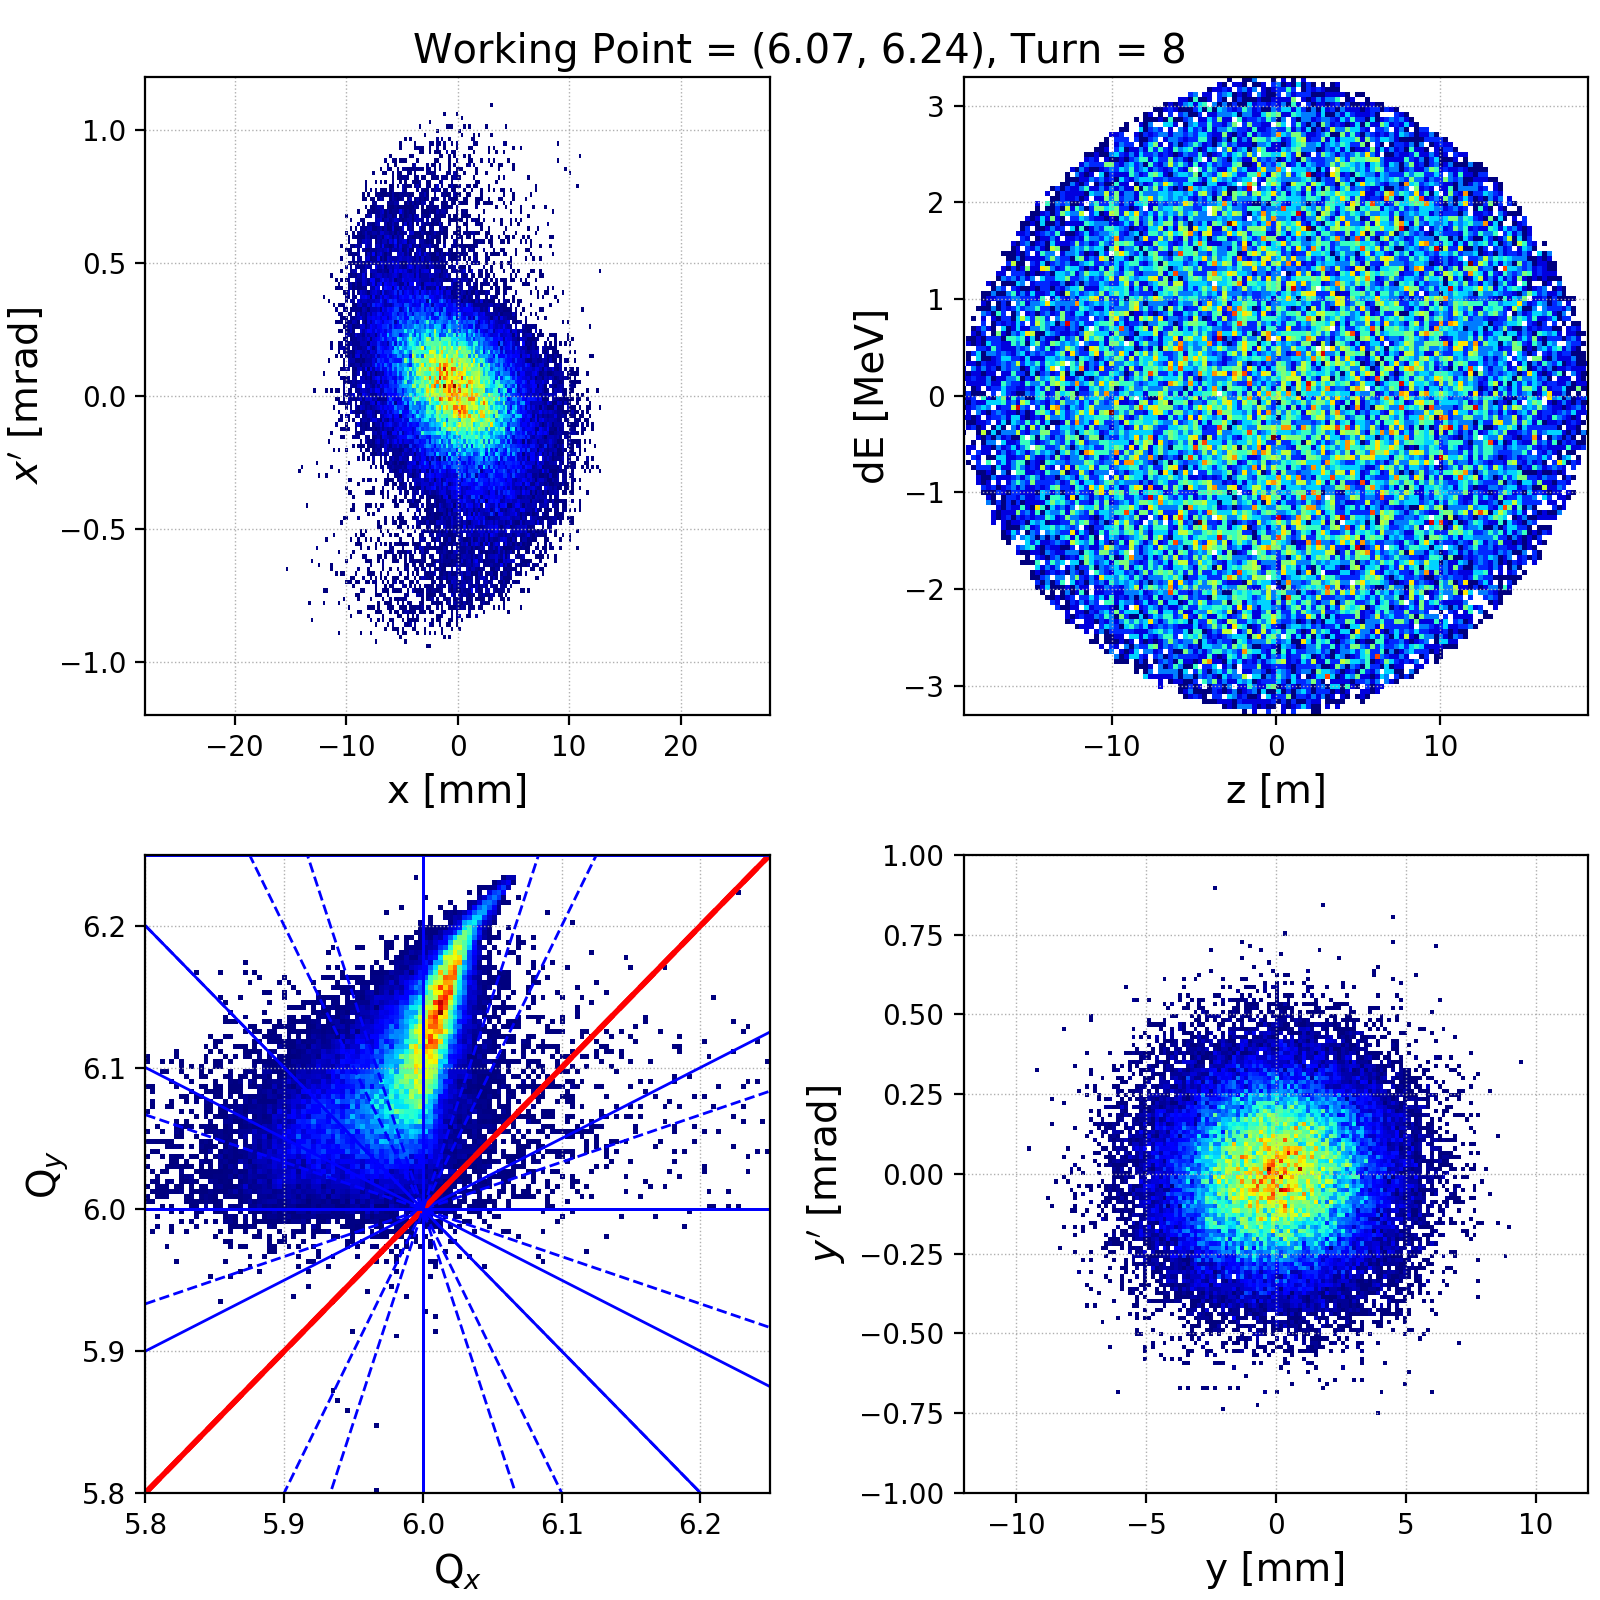 Working Point = (6.07, 6.24), Turn = 8
1.0
0.5
0.0
−0.5
−1.0
x′ [mrad]
−20 −10 0 10 20
x [mm]
3
2
1
0
−1
−2
−3
dE [MeV]
−10 0 10
z [m]
6.2
6.1
6.0
5.9
5.8
Qy
5.8 5.9 6.0 6.1 6.2
Qx
1.00
0.75
0.50
0.25
0.00
−0.25
−0.50
−0.75
−1.00
y′ [mrad]
−10 −5 0 5 10
y [mm]